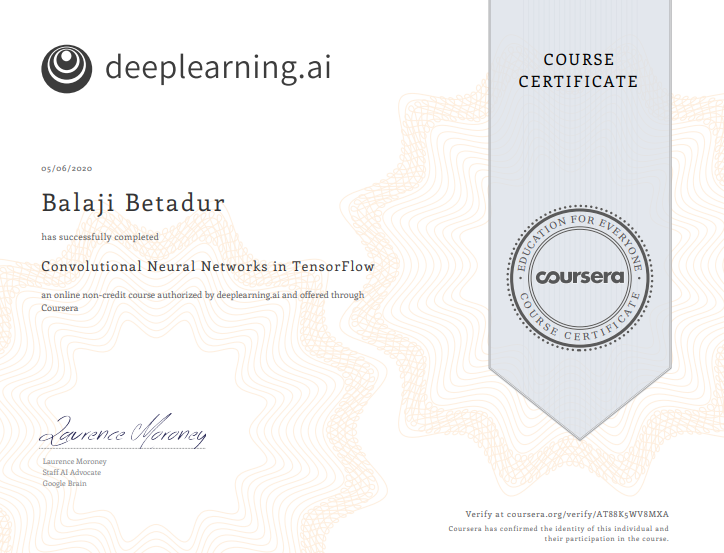 deeplearning.ai
COURSE
CERTIFICATE
05/06/2020
Balaji Betadur
has successfully completed
Convolutional Neural Networks in TensorFlow
an online non-credit course authorized by deeplearning.ai and offered through
Coursera
EDUCATION FOR EVERYONE
coursera
COURSE CERTIFICATE
Laurence Moroney
Laurence Moroney
Staff AI Advocate
Google Brain
Verify at coursera.org/verify/AT88K5WV8MXA
Coursera has confirmed the identity of this individual and
their participation in the course.